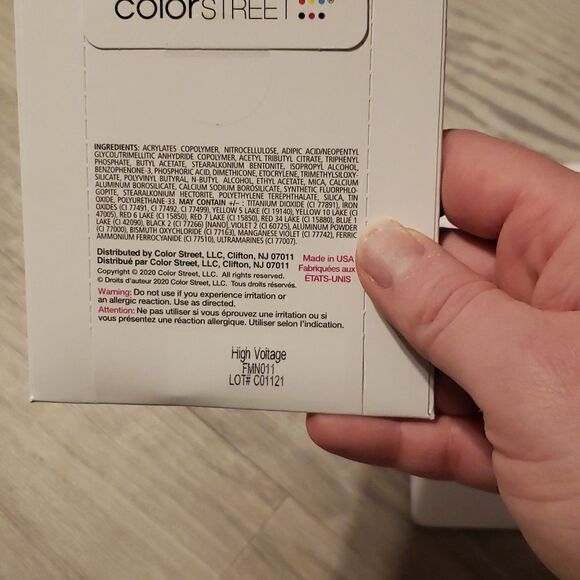 colorSTREET ®
INGREDIENTS: ACRYLATES COPOLYMER, NITROCELLULOSE, ADIPIC ACID/NEOPENTYL
GLYCOL/TRIMELLITIC ANHYDRIDE COPOLYMER, ACETYL TRIBUTYL CITRATE, TRIPHENYL
PHOSPHATE, BUTYL ACETATE, STEARALKONIUM BENTONITE, ISOPROPYL ALCOHOL,
BENZOPHENONE-3, PHOSPHORIC ACID, DIMETHICONE, ETOCRYLENE, TRIMETHYLSILOXY-
SILICATE, POLYVINYL BUTYRAL, N-BUTYL ALCOHOL, ETHYL ACETATE, MICA, CALCIUM
ALUMINUM BOROSILICATE, CALCIUM SODIUM BOROSILICATE, SYNTHETIC FLUORPHLO-
GOPITE, STEARALKONIUM HECTORITE, POLYETHYLENE TEREPHTHALATE, SILICA, TIN
OXIDE, POLYURETHANE-33. MAY CONTAIN +/– : TITANIUM DIOXIDE (CI 77891), IRON
OXIDES (CI 77491, CI 77492, CI 77499), YELLOW 5 LAKE (CI 19140), YELLOW 10 LAKE (CI
47005), RED 6 LAKE (CI 15850), RED 7 LAKE (CI 15850), RED 34 LAKE (CI 15880), BLUE 1
LAKE (CI 42090), BLACK 2 (CI 77266) [NANO], VIOLET 2 (CI 60725), ALUMINUM POWDER
(CI 77000), BISMUTH OXYCHLORIDE (CI 77163), MANGANESE VIOLET (CI 77742), FERRIC
AMMONIUM FERROCYANIDE (CI 77510), ULTRAMARINES (CI 77007).
Distributed by Color Street, LLC, Clifton, NJ 07011
Distribué par Color Street, LLC, Clifton, NJ 07011
Made in USA
Fabriquées aux
ÉTATS-UNIS
Copyright © 2020 Color Street, LLC. All rights reserved.
© Droits d'auteur 2020 Color Street, LLC. Tous droits réservés.
Warning: Do not use if you experience irritation or
an allergic reaction. Use as directed.
Attention: Ne pas utiliser si vous éprouvez une irritation ou si
vous présentez une réaction allergique. Utiliser selon l'indication.
High Voltage
FMN011
LOT# C01121